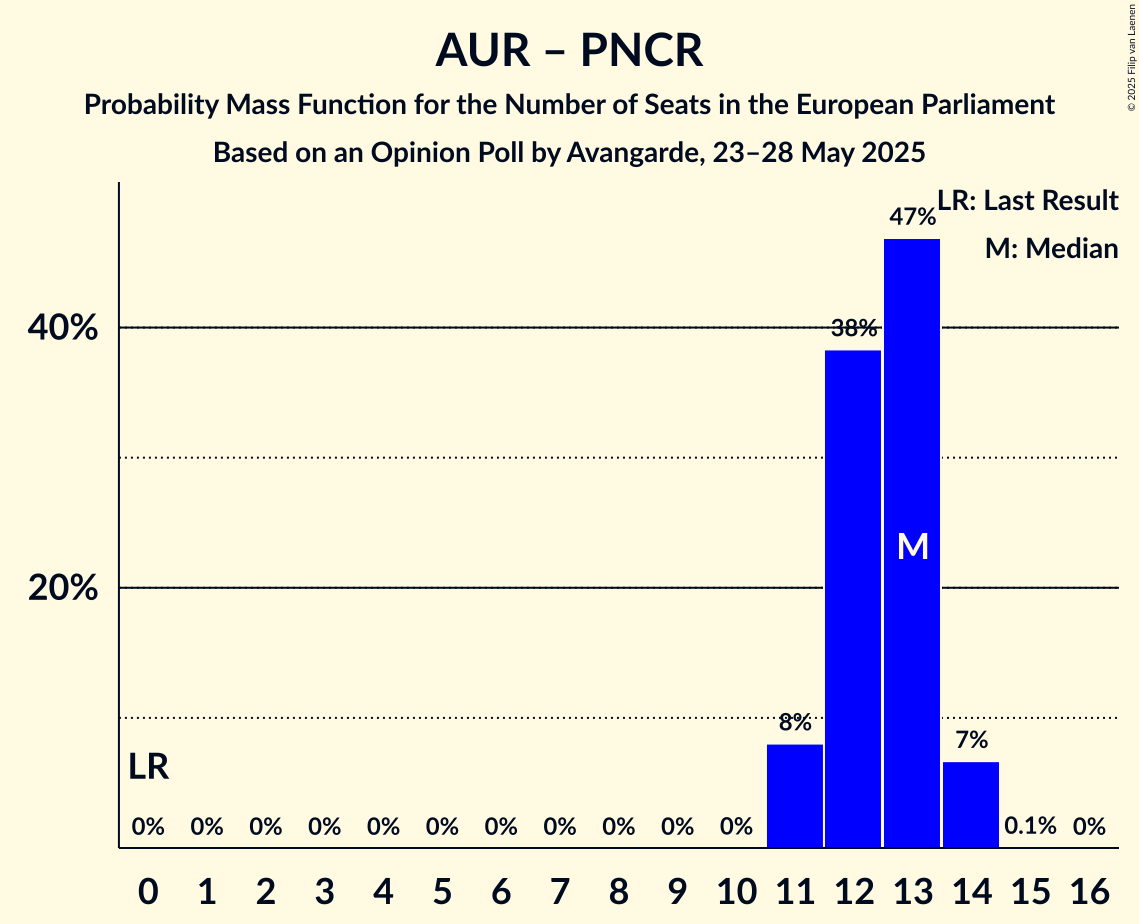 AUR – PNCR
Probability Mass Function for the Number of Seats in the European Parliament
Based on an Opinion Poll by Avangarde, 23–28 May 2025
© 2025 Filip van Laenen
LR: Last Result
M: Median
47%
40%
38%
M
20%
8%
7%
LR
0% 0% 0% 0% 0% 0% 0% 0% 0% 0% 0% 0.1% 0%
0 1 2 3 4 5 6 7 8 9 10 11 12 13 14 15 16